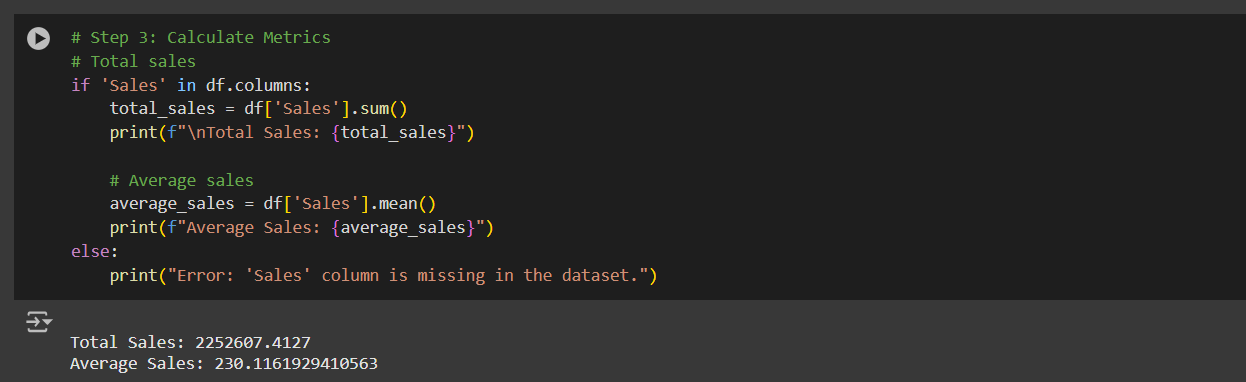 # Step 3: Calculate Metrics
# Total sales
if 'Sales' in df.columns:
    total_sales = df['Sales'].sum()
    print(f"\nTotal Sales: {total_sales}")

    # Average sales
    average_sales = df['Sales'].mean()
    print(f"Average Sales: {average_sales}")
else:
    print("Error: 'Sales' column is missing in the dataset.")

Total Sales: 2252607.4127
Average Sales: 230.1161929410563